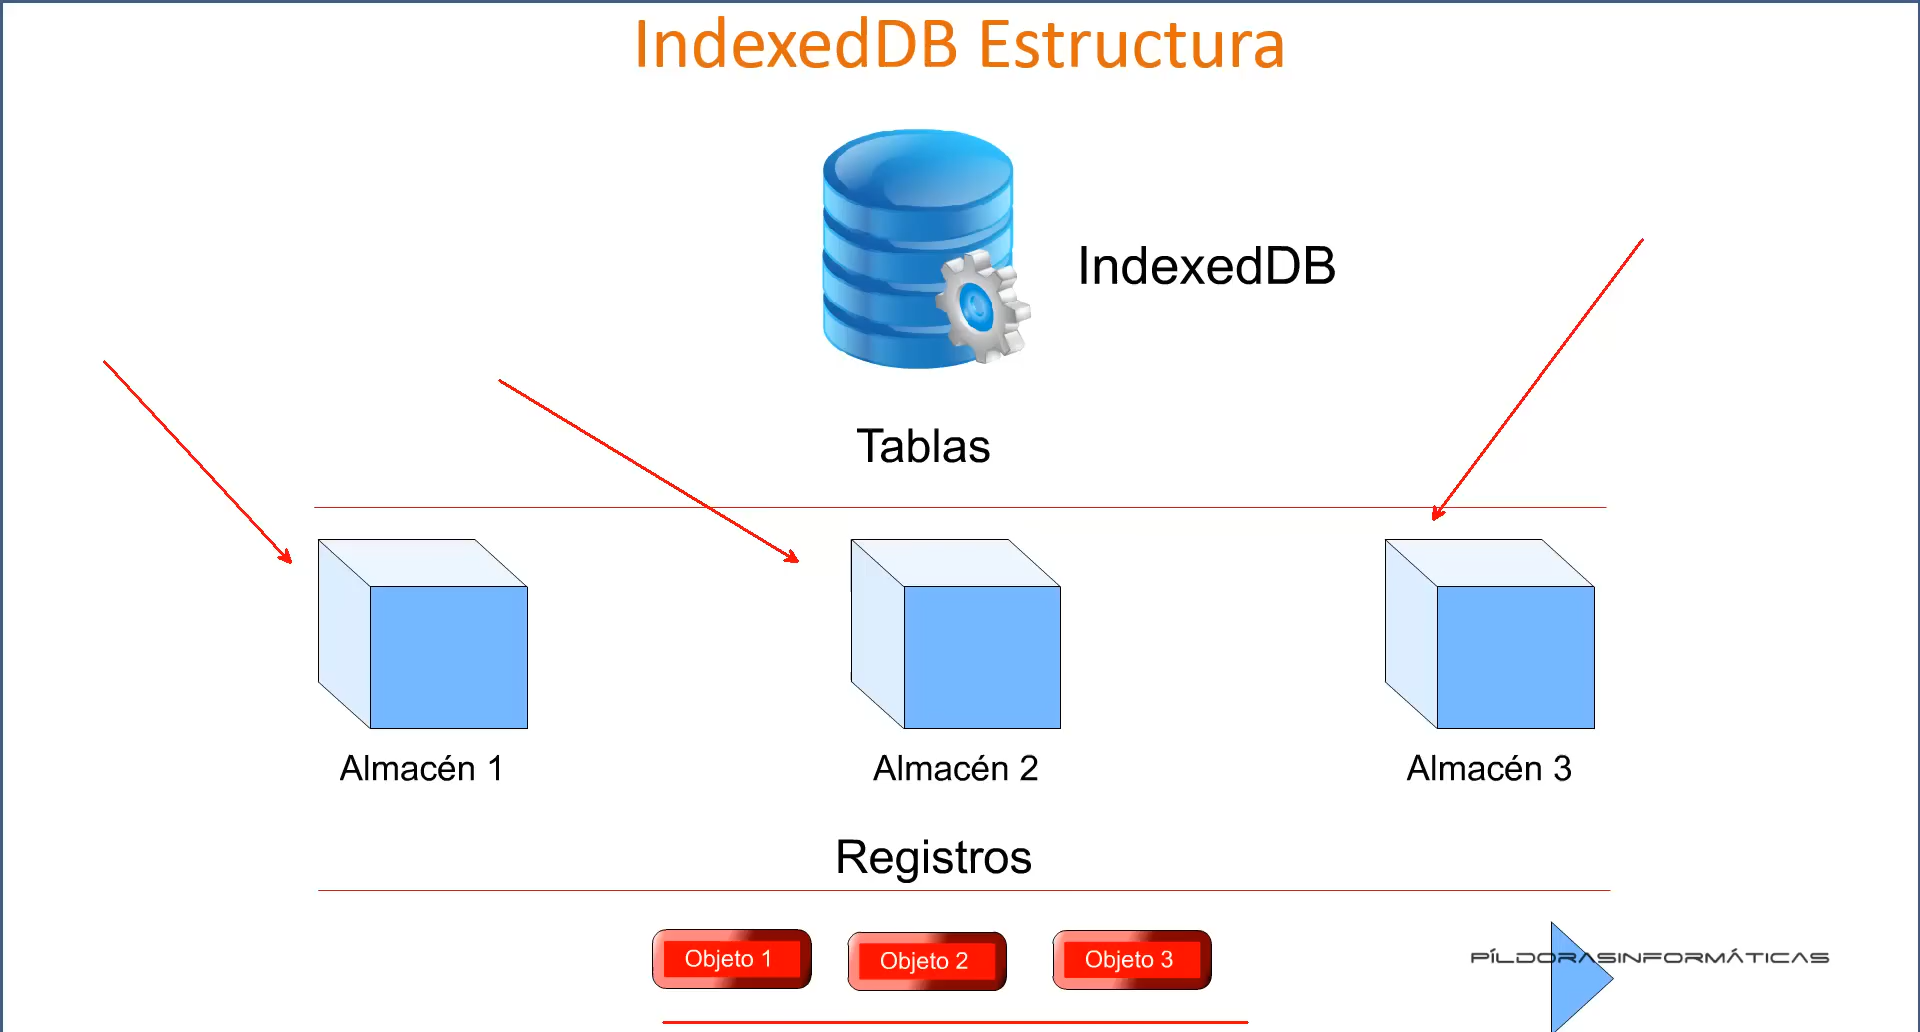 IndexedDB Estructura
IndexedDB
Tablas
Almacén 1
Almacén 2
Almacén 3
Registros
Objeto 1
Objeto 2
Objeto 3
PÍLDORASINFORMÁTICAS